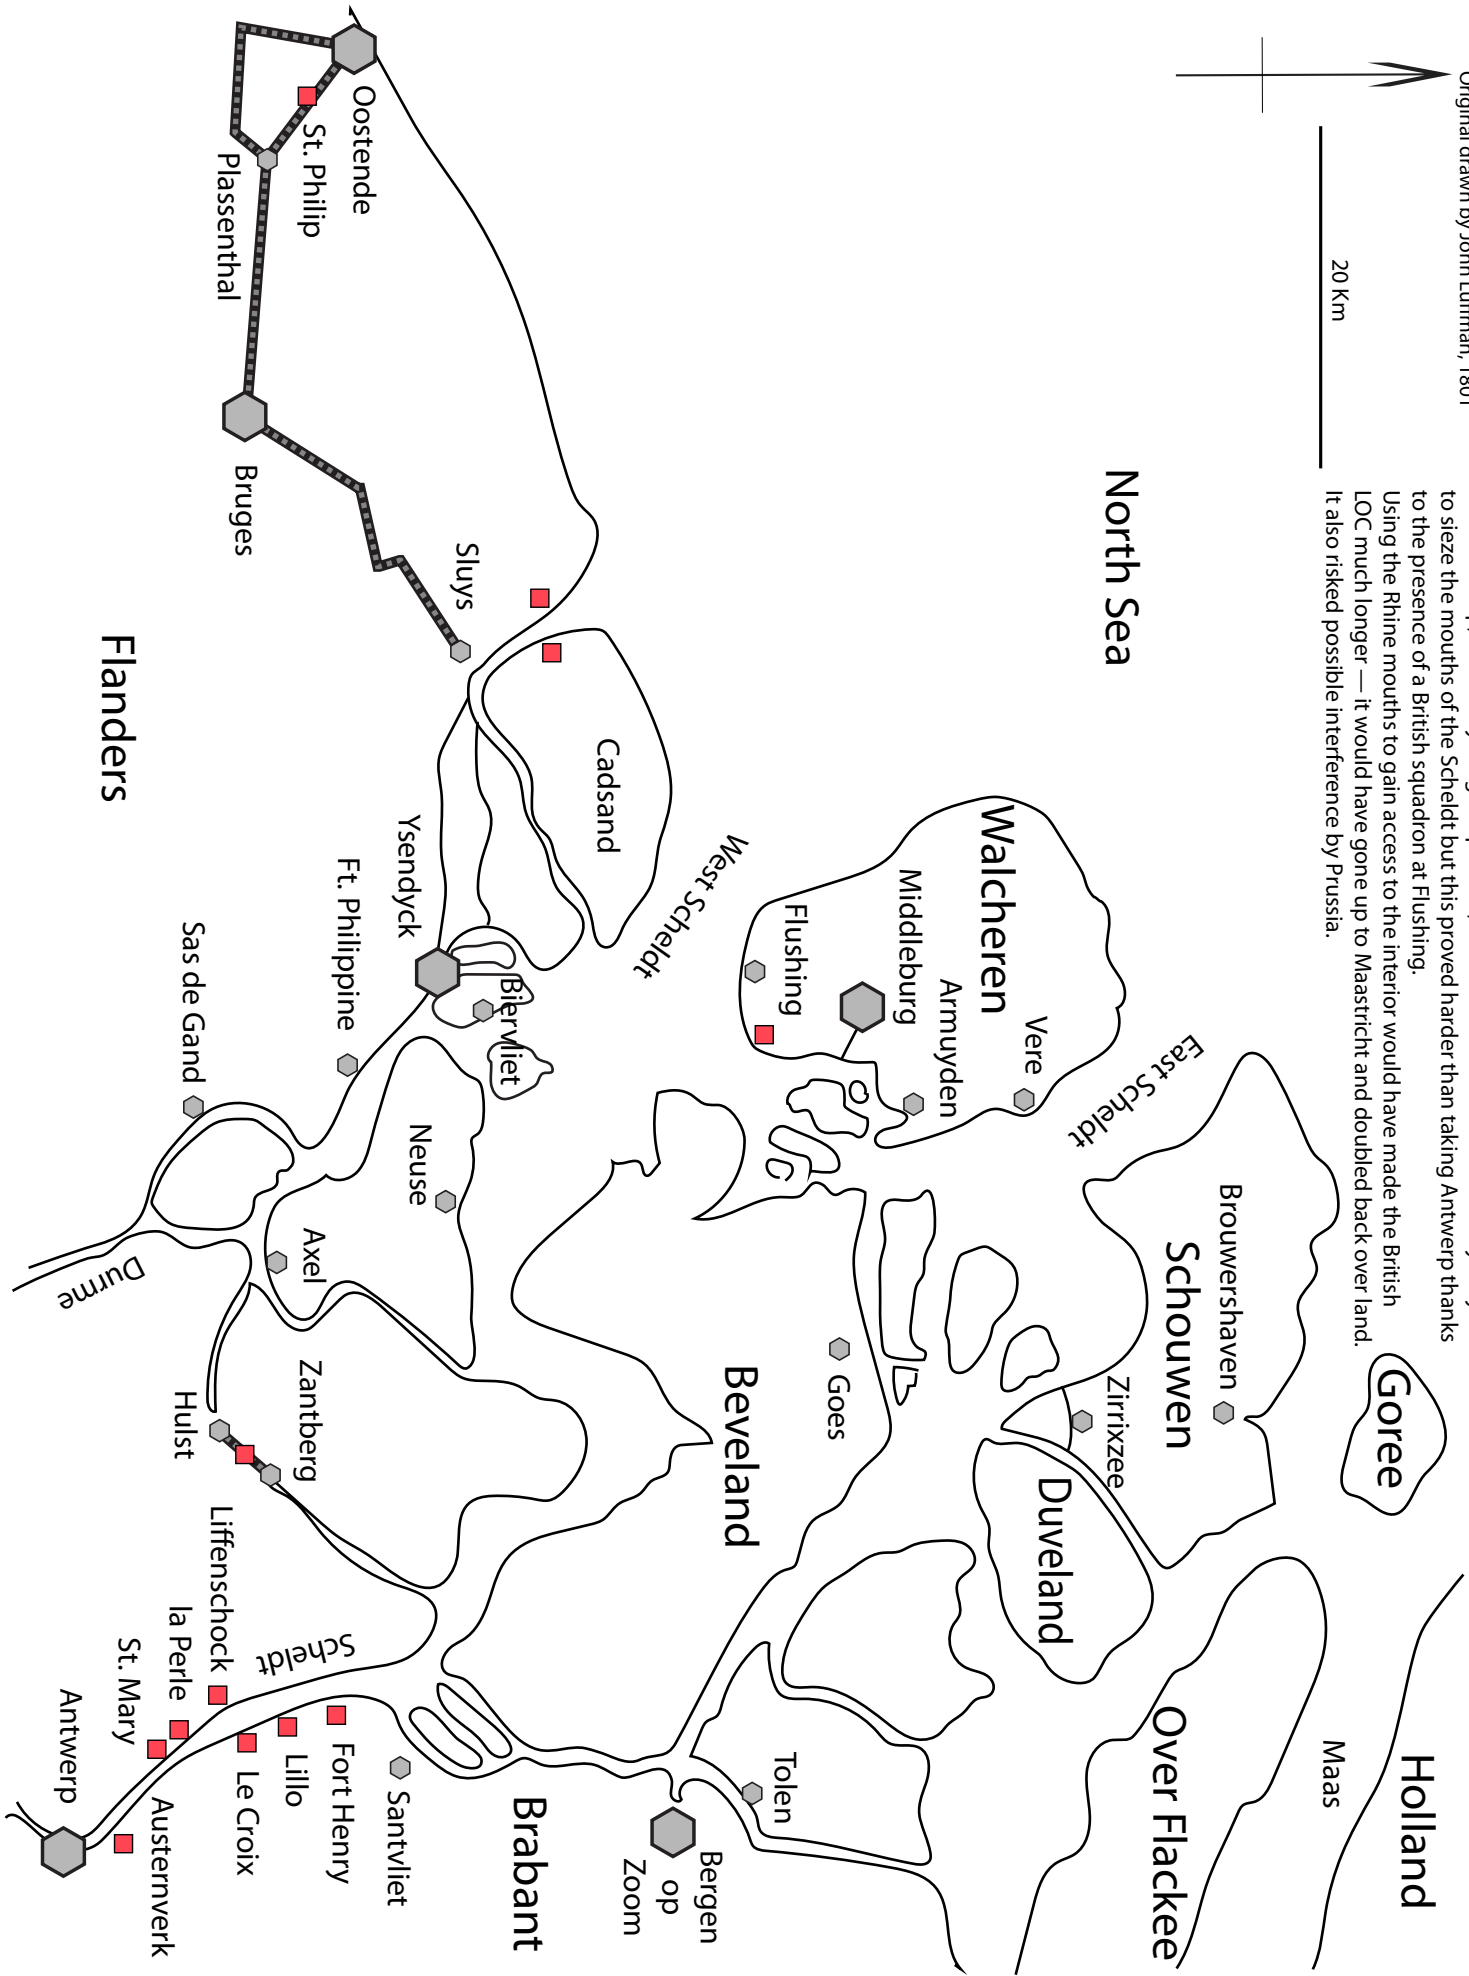 Original drawn by John Luffman, 1801
to sieze the mouths of the Scheldt but this proved harder than taking Antwerp thanks
to the presence of a British squadron at Flushing.
Using the Rhine mouths to gain access to the interior would have made the British
LOC much longer — it would have gone up to Maastricht and doubled back over land.
It also risked possible interference by Prussia.
20 Km
Goree
Holland
Maas
North Sea
Brouwershaven
Schouwen
Over Flackee
East Scheldt
Zirrixzee
Vere
Duveland
Walcheren
Armuyden
Middleburg
Flushing
Goes
Tolen
Beveland
Bergen
op
Zoom
West Scheldt
Cadsand
Brabant
Biervliet
Sluys
Ysendyck
Neuse
Santvliet
Oostende
St. Philip
Ft. Philippine
Axel
Zantberg
Scheldt
Fort Henry
Lillo
Le Croix
Plassenthal
Bruges
Sas de Gand
Hulst
Liffenschock
la Perle
St. Mary
Austernverk
Flanders
Durme
Antwerp